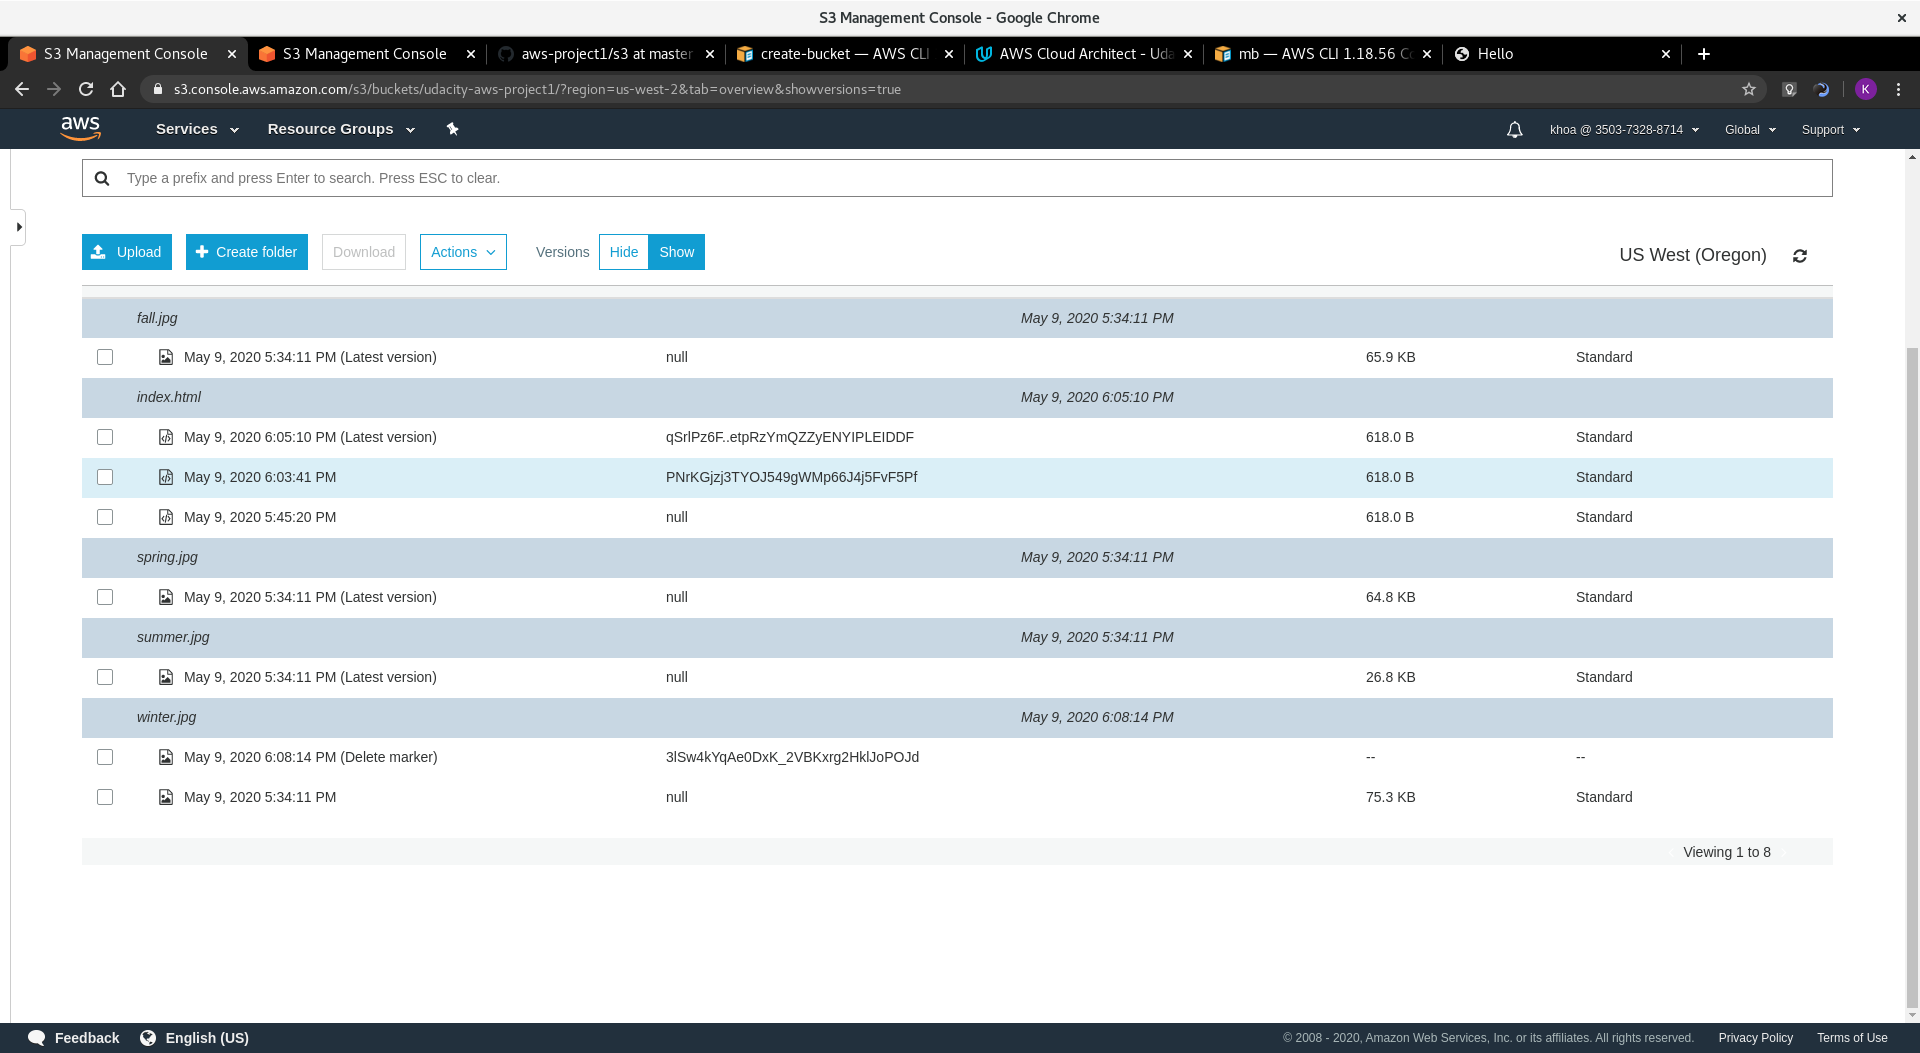 S3 Management Console - Google Chrome
S3 Management Console
S3 Management Console
aws-project1/s3 at master
create-bucket — AWS CLI
AWS Cloud Architect - Uda
mb — AWS CLI 1.18.56 Co
Hello
s3.console.aws.amazon.com/s3/buckets/udacity-aws-project1/?region=us-west-2&tab=overview&showversions=true
K
aws Services Resource Groups khoa @ 3503-7328-8714 Global Support
Type a prefix and press Enter to search. Press ESC to clear.
Upload Create folder Download Actions Versions Hide Show US West (Oregon)
fall.jpg May 9, 2020 5:34:11 PM
May 9, 2020 5:34:11 PM (Latest version) null 65.9 KB Standard
index.html May 9, 2020 6:05:10 PM
May 9, 2020 6:05:10 PM (Latest version) qSrlPz6F..etpRzYmQZZyENYIPLEIDDF 618.0 B Standard
May 9, 2020 6:03:41 PM PNrKGjzj3TYOJ549gWMp66J4j5FvF5Pf 618.0 B Standard
May 9, 2020 5:45:20 PM null 618.0 B Standard
spring.jpg May 9, 2020 5:34:11 PM
May 9, 2020 5:34:11 PM (Latest version) null 64.8 KB Standard
summer.jpg May 9, 2020 5:34:11 PM
May 9, 2020 5:34:11 PM (Latest version) null 26.8 KB Standard
winter.jpg May 9, 2020 6:08:14 PM
May 9, 2020 6:08:14 PM (Delete marker) 3lSw4kYqAe0DxK_2VBKxrg2HklJoPOJd -- --
May 9, 2020 5:34:11 PM null 75.3 KB Standard
Viewing 1 to 8
Feedback English (US) © 2008 - 2020, Amazon Web Services, Inc. or its affiliates. All rights reserved. Privacy Policy Terms of Use